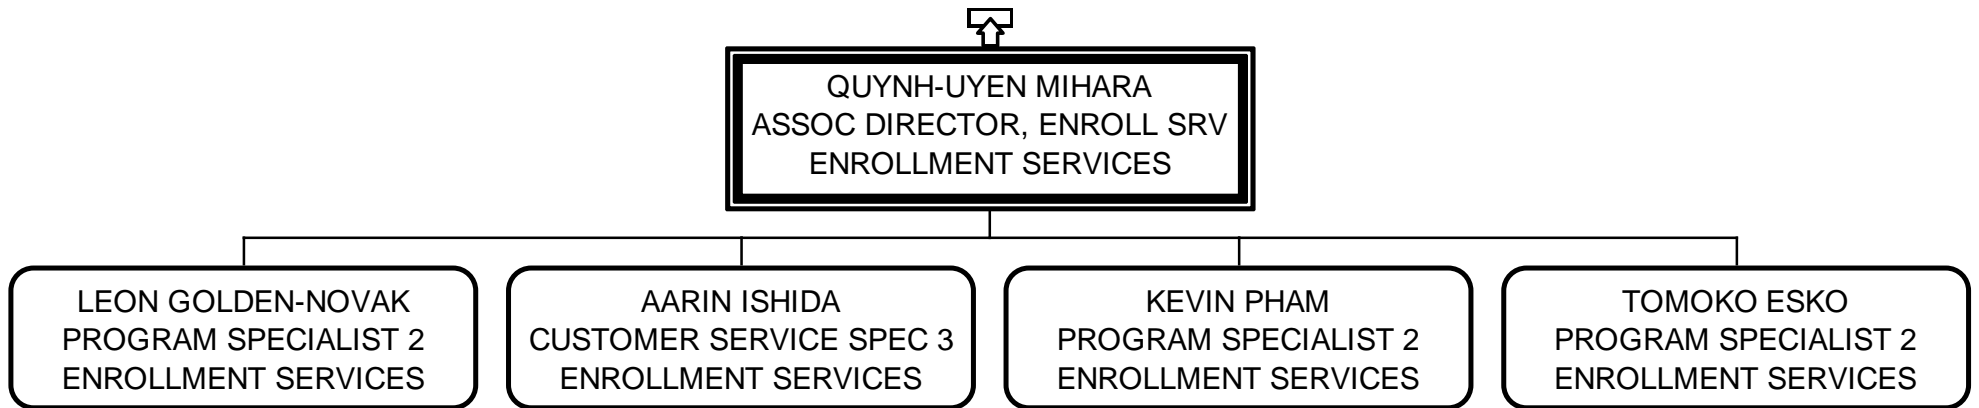 QUYNH-UYEN MIHARA
ASSOC DIRECTOR, ENROLL SRV
ENROLLMENT SERVICES
LEON GOLDEN-NOVAK
PROGRAM SPECIALIST 2
ENROLLMENT SERVICES
AARIN ISHIDA
CUSTOMER SERVICE SPEC 3
ENROLLMENT SERVICES
KEVIN PHAM
PROGRAM SPECIALIST 2
ENROLLMENT SERVICES
TOMOKO ESKO
PROGRAM SPECIALIST 2
ENROLLMENT SERVICES